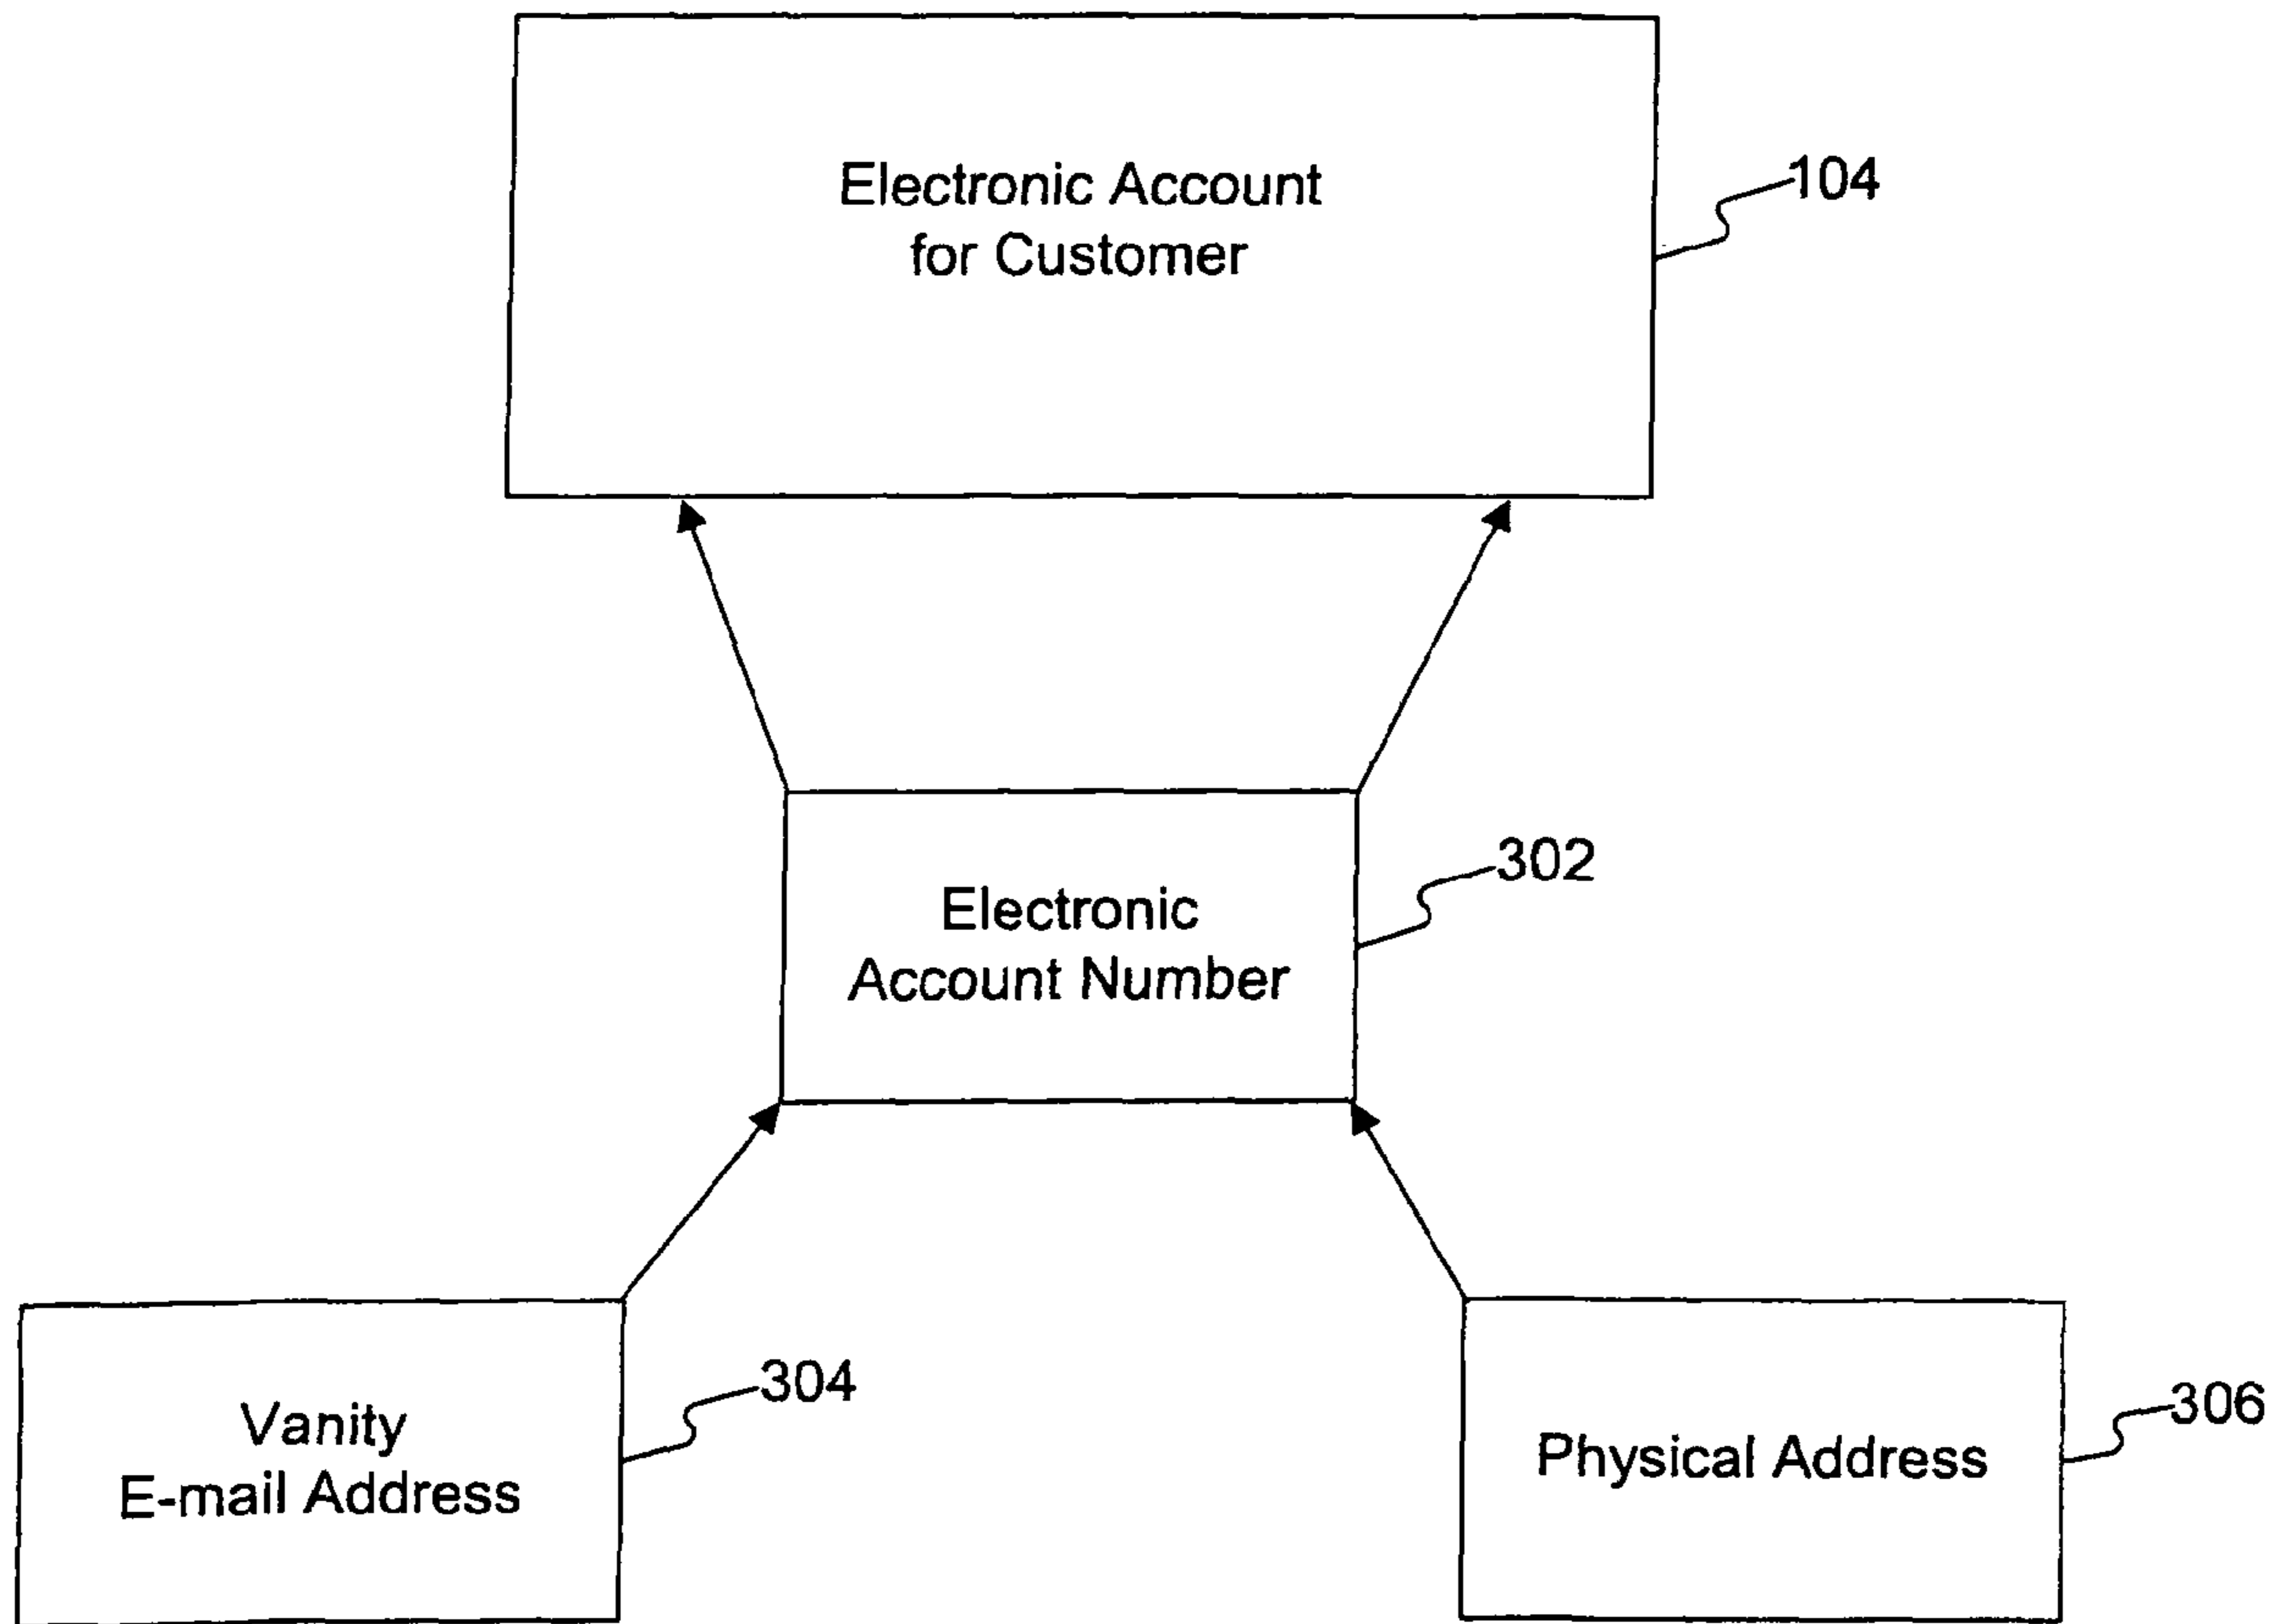 Electronic Account
for Customer
104
302
Electronic
Account Number
304
Vanity
E-mail Address
306
Physical Address